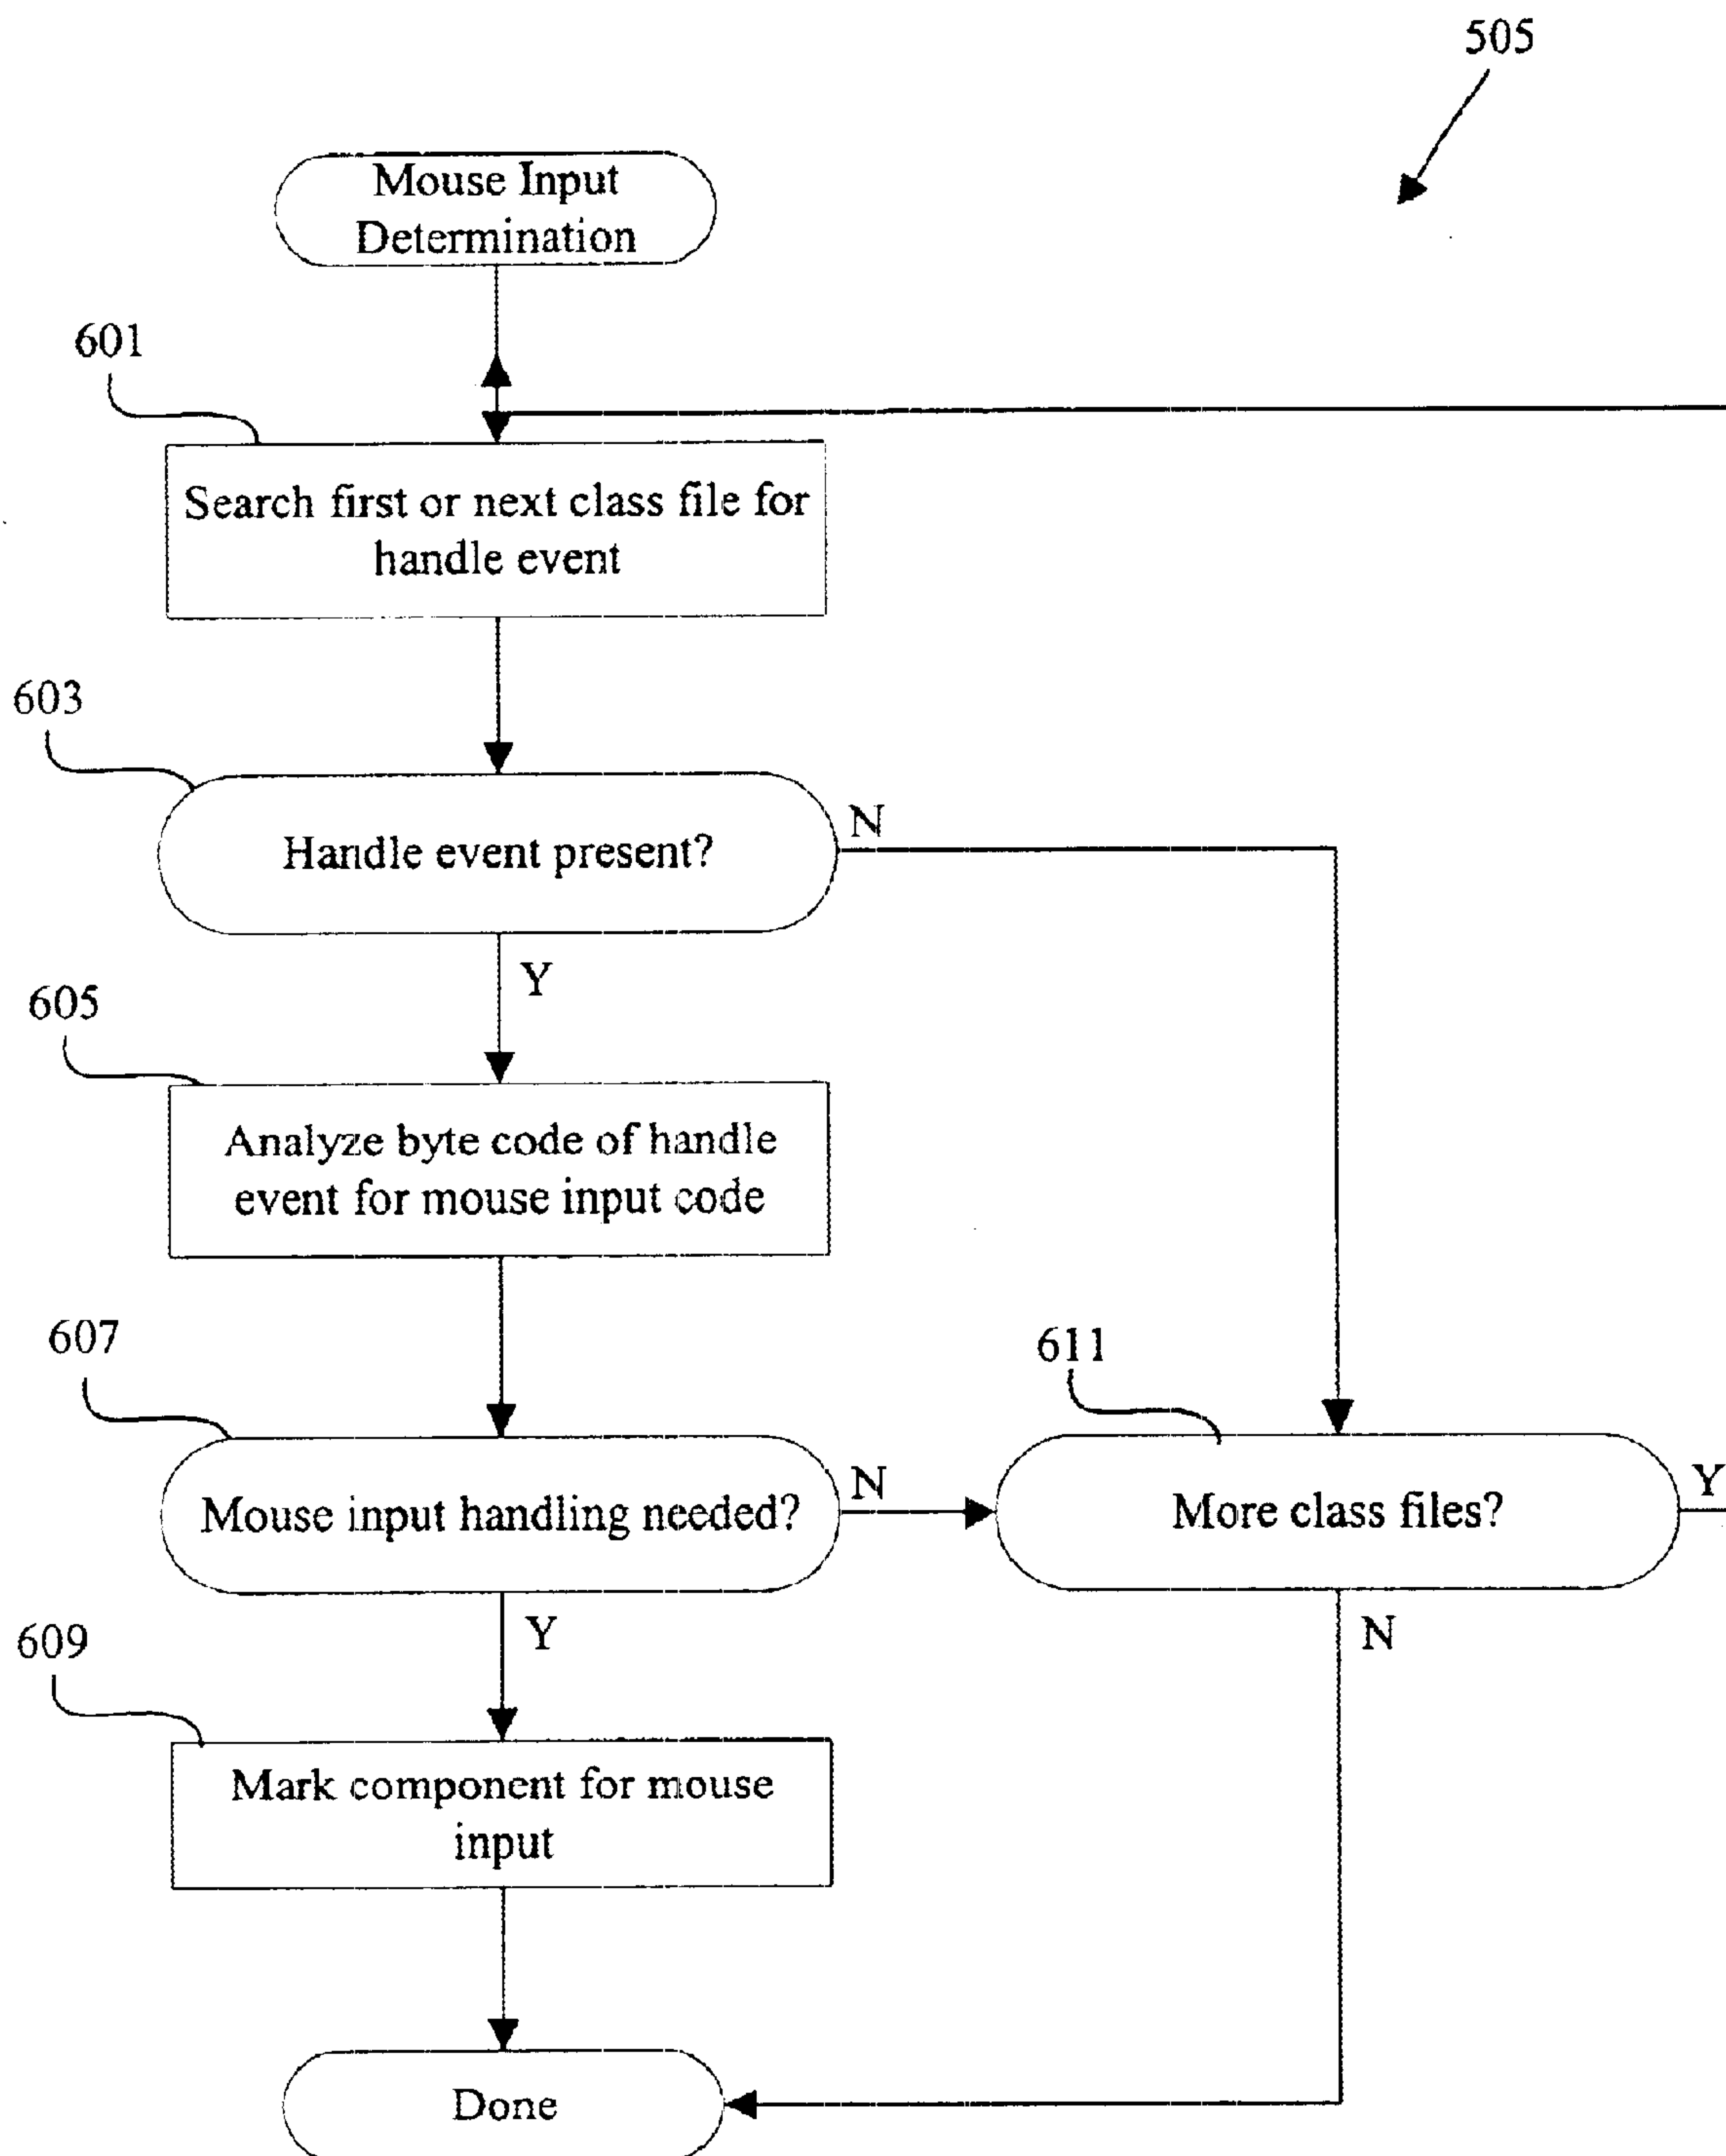 505
Mouse Input
Determination
601
Search first or next class file for
handle event
603
Handle event present?
N
Y
605
Analyze byte code of handle
event for mouse input code
607
Mouse input handling needed?
N
611
More class files?
Y
Y
N
609
Mark component for mouse
input
Done